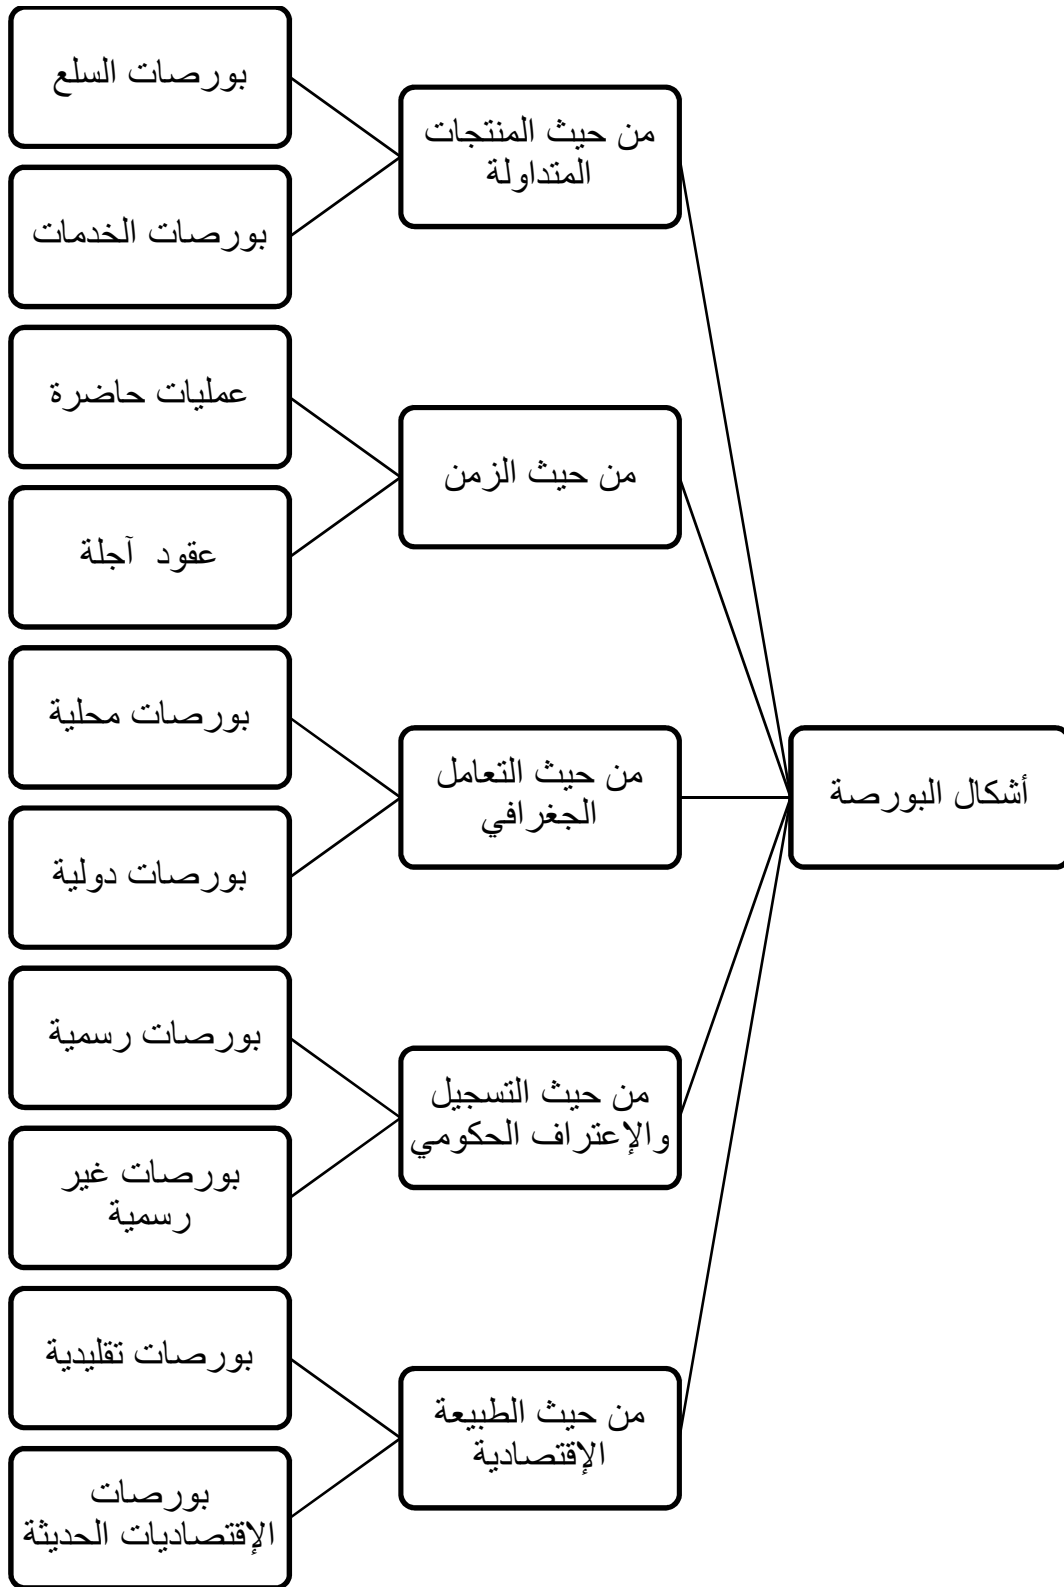 أشكال البورصة
من حيث المنتجات
المتداولة
بورصات السلع
بورصات الخدمات
من حيث الزمن
عمليات حاضرة
عقود آجلة
من حيث التعامل
الجغرافي
بورصات محلية
بورصات دولية
من حيث التسجيل
والإعتراف الحكومي
بورصات رسمية
بورصات غير
رسمية
من حيث الطبيعة
الإقتصادية
بورصات تقليدية
بورصات
الإقتصاديات الحديثة